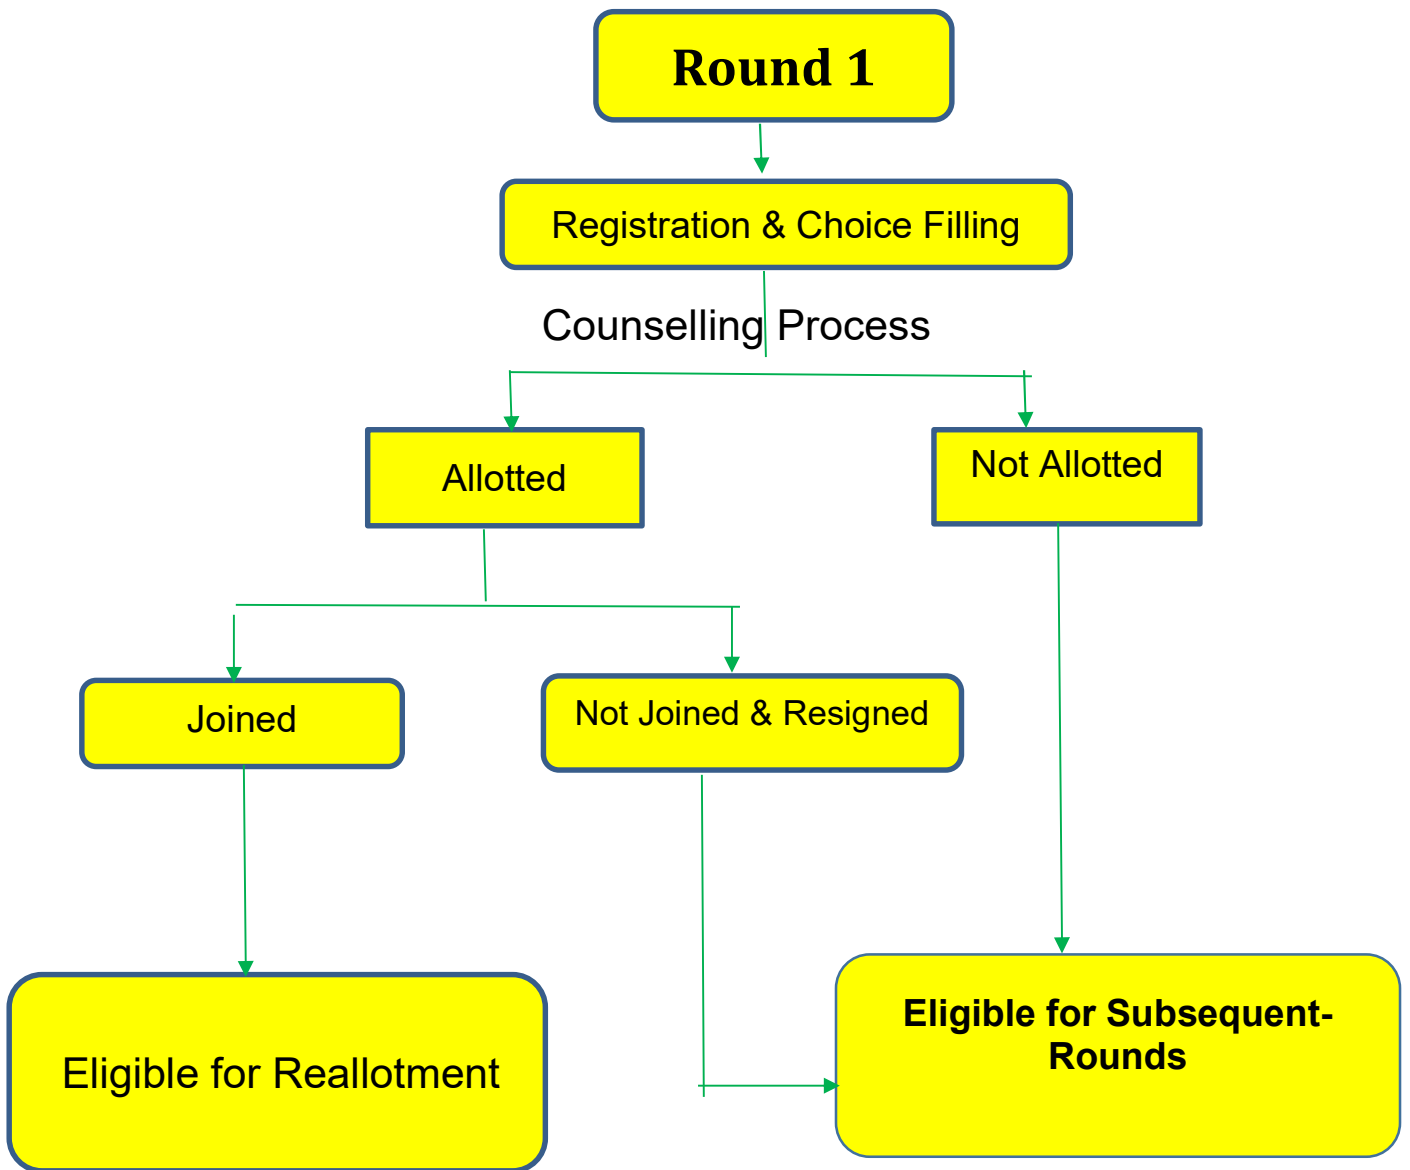 Round 1
Registration & Choice Filling
Counselling Process
Allotted
Not Allotted
Joined
Not Joined & Resigned
Eligible for Reallotment
Eligible for Subsequent-
Rounds